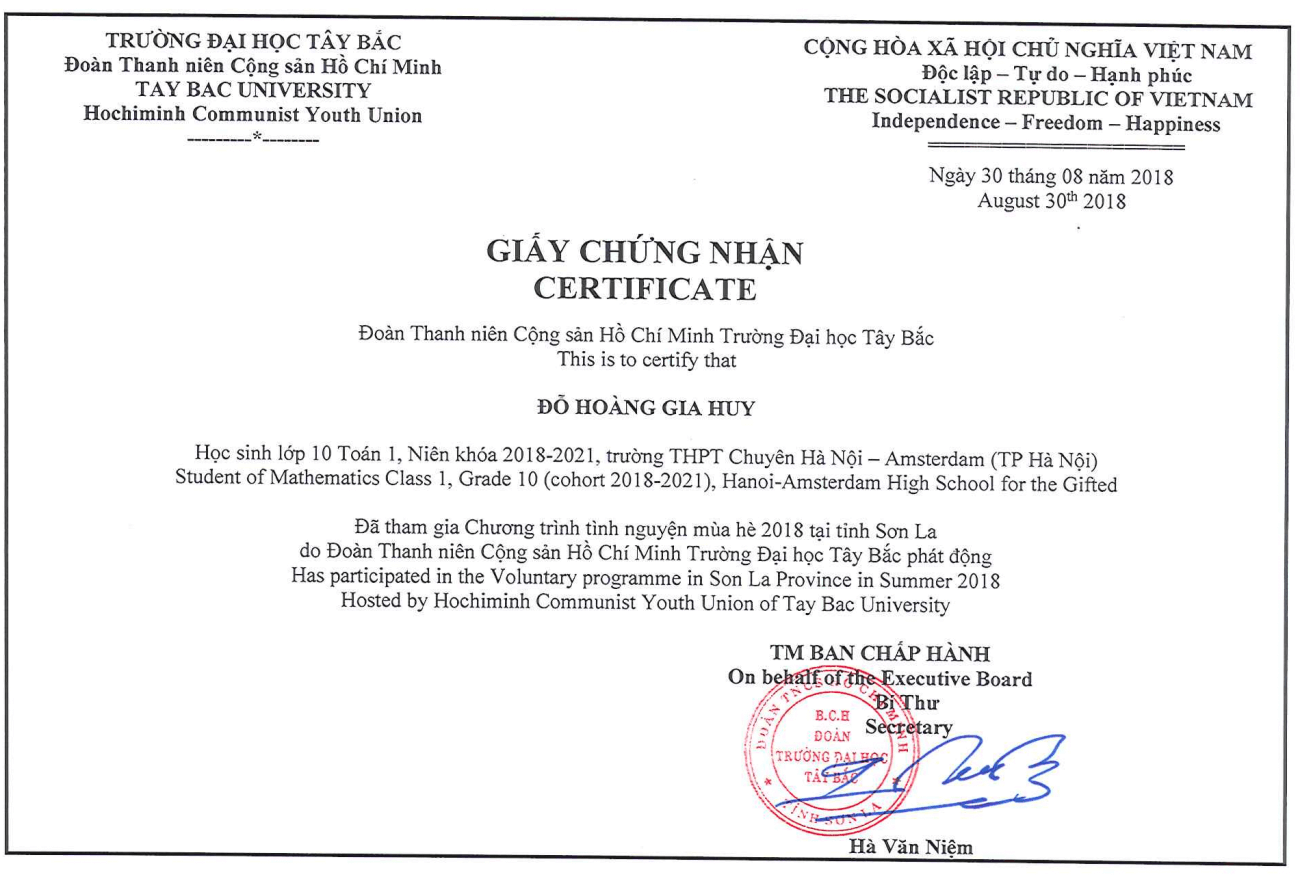 TRƯỜNG ĐẠI HỌC TÂY BẮC
Đoàn Thanh niên Cộng sản Hồ Chí Minh
TAY BAC UNIVERSITY
Hochiminh Communist Youth Union
---------*--------
CỘNG HÒA XÃ HỘI CHỦ NGHĨA VIỆT NAM
Độc lập – Tự do – Hạnh phúc
THE SOCIALIST REPUBLIC OF VIETNAM
Independence – Freedom – Happiness
Ngày 30 tháng 08 năm 2018
August 30th 2018
GIẤY CHỨNG NHẬN
CERTIFICATE
Đoàn Thanh niên Cộng sản Hồ Chí Minh Trường Đại học Tây Bắc
This is to certify that
ĐỖ HOÀNG GIA HUY
Học sinh lớp 10 Toán 1, Niên khóa 2018-2021, trường THPT Chuyên Hà Nội – Amsterdam (TP Hà Nội)
Student of Mathematics Class 1, Grade 10 (cohort 2018-2021), Hanoi-Amsterdam High School for the Gifted
Đã tham gia Chương trình tình nguyện mùa hè 2018 tại tỉnh Sơn La
do Đoàn Thanh niên Cộng sản Hồ Chí Minh Trường Đại học Tây Bắc phát động
Has participated in the Voluntary programme in Son La Province in Summer 2018
Hosted by Hochiminh Communist Youth Union of Tay Bac University
TM BAN CHẤP HÀNH
On behalf of the Executive Board
Bí Thư
Secretary
ĐOÀN TNCS HỒ CHÍ MINH
B.C.H
ĐOÀN
TRƯỜNG ĐẠI HỌC
TÂY BẮC
TỈNH SƠN LA
Hà Văn Niệm